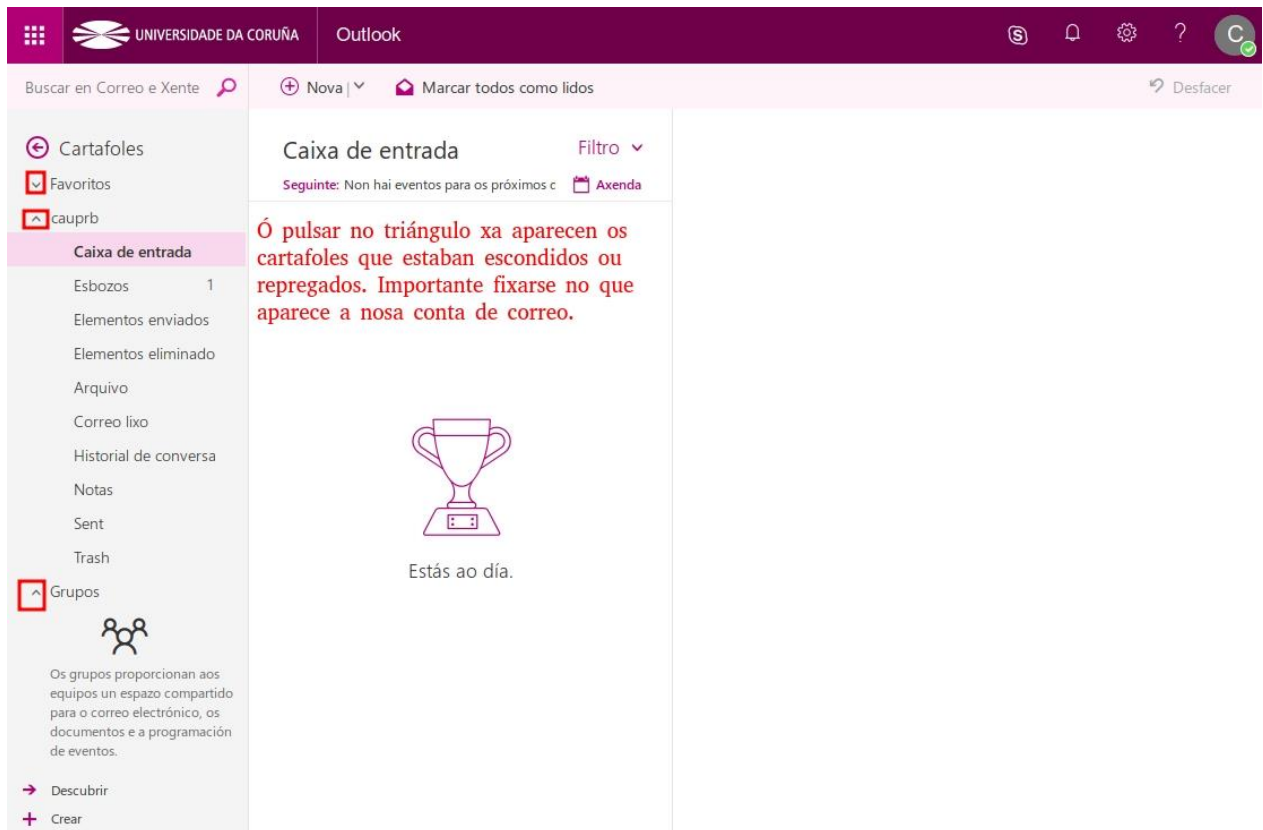 UNIVERSIDADE DA CORUÑA
Outlook
S
?
C
Buscar en Correo e Xente
Nova
Marcar todos como lidos
Desfacer
Cartafoles
Favoritos
cauprb
Caixa de entrada
Esbozos 1
Elementos enviados
Elementos eliminado
Arquivo
Correo lixo
Historial de conversa
Notas
Sent
Trash
Grupos
Os grupos proporcionan aos
equipos un espazo compartido
para o correo electrónico, os
documentos e a programación
de eventos.
Descubrir
Crear
Caixa de entrada
Filtro
Seguinte: Non hai eventos para os próximos c
Axenda
Ó pulsar no triángulo xa aparecen os
cartafoles que estaban escondidos ou
repregados. Importante fixarse no que
aparece a nosa conta de correo.
Estás ao día.